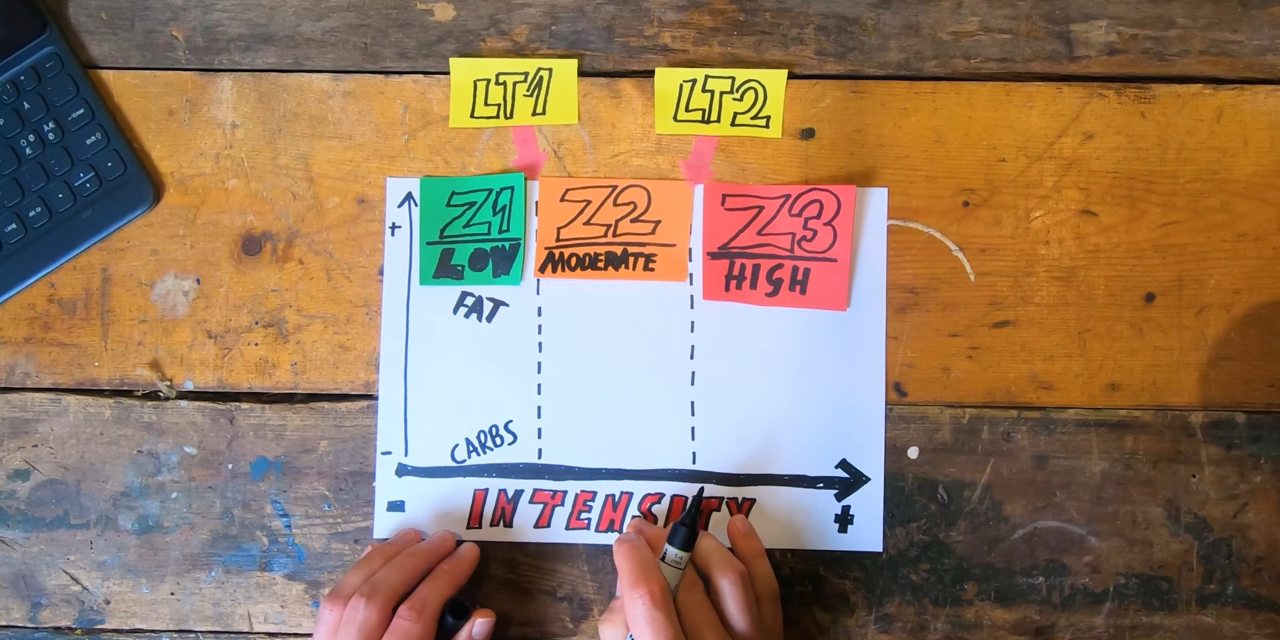 LT1
LT2
+
Z1
LOW
Z2
MODERATE
Z3
HIGH
FAT
CARBS
-
INTENSITY
-
+